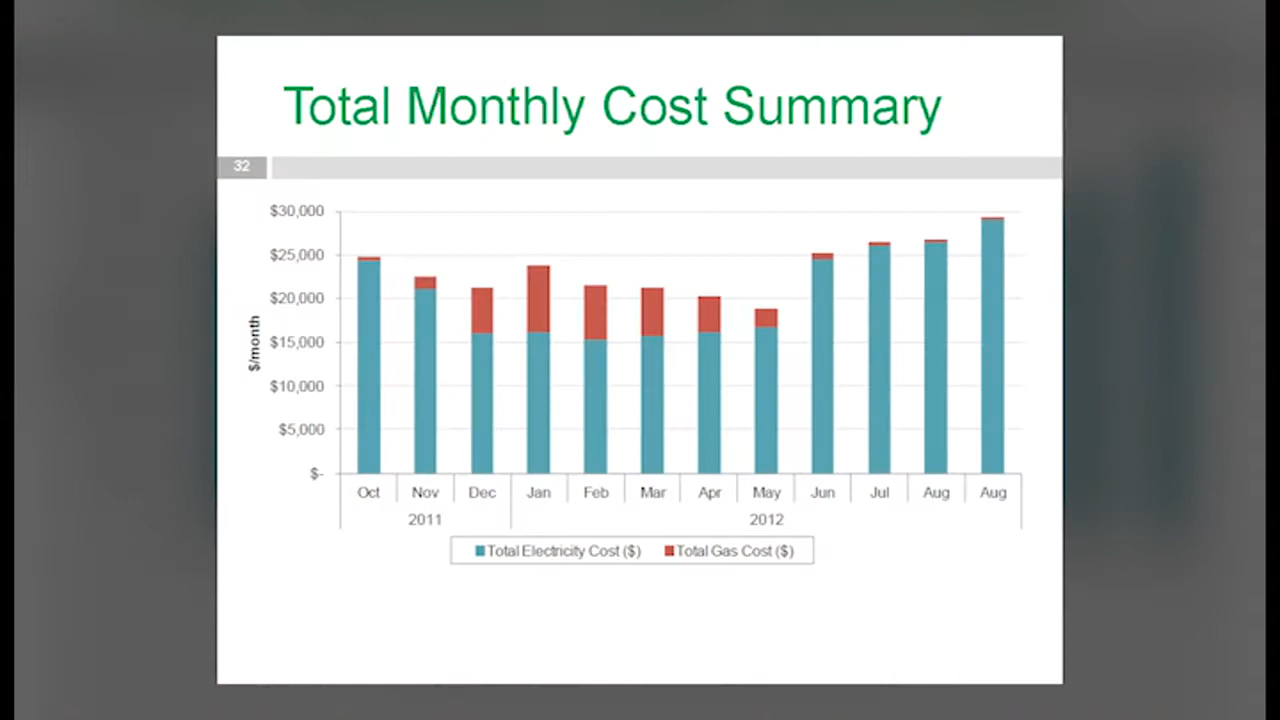 Total Monthly Cost Summary
32
$30,000
$25,000
$20,000
$15,000
$10,000
$5,000
$-
$/month
Oct Nov Dec Jan Feb Mar Apr May Jun Jul Aug Aug
2011 2012
Total Electricity Cost ($) Total Gas Cost ($)